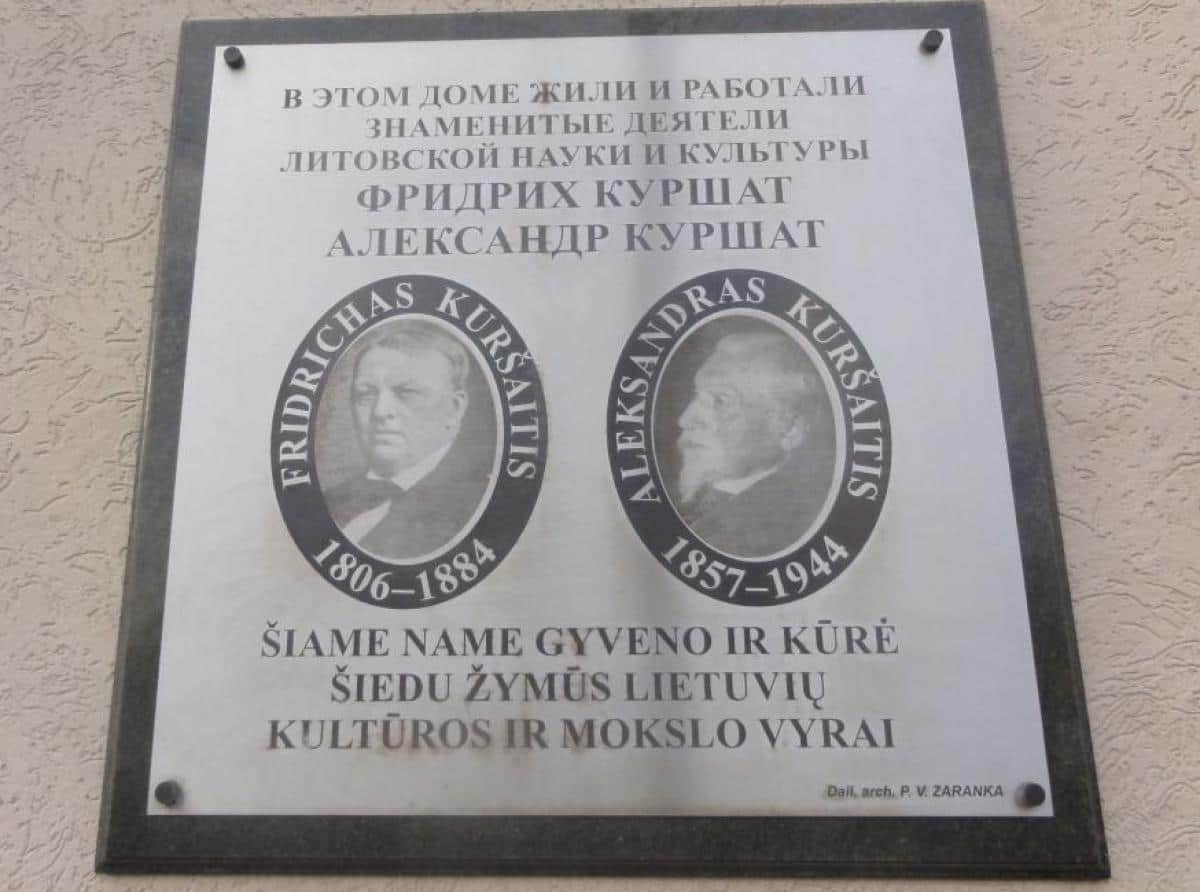 В ЭТОМ ДОМЕ ЖИЛИ И РАБОТАЛИ
ЗНАМЕНИТЫЕ ДЕЯТЕЛИ
ЛИТОВСКОЙ НАУКИ И КУЛЬТУРЫ
ФРИДРИХ КУРШАТ
АЛЕКСАНДР КУРШАТ
FRIDRICHAS KURŠAITIS
1806–1884
ALEKSANDRAS KURŠAITIS
1857–1944
ŠIAME NAME GYVENO IR KŪRĖ
ŠIEDU ŽYMŪS LIETUVIŲ
KULTŪROS IR MOKSLO VYRAI
Dail. arch. P. V. ZARANKA